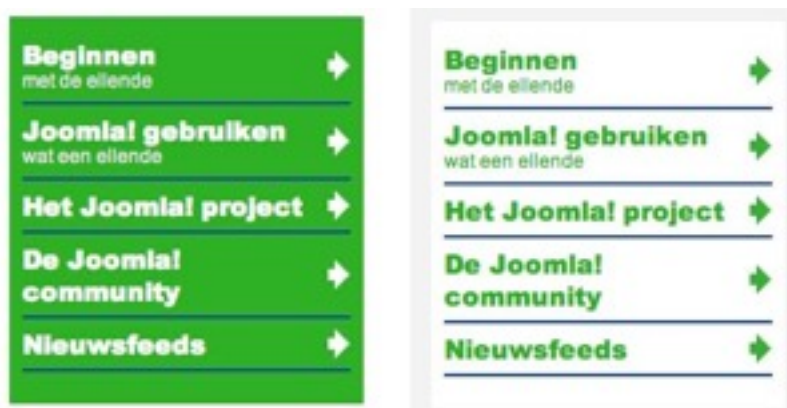 Beginnen
met de ellende
Joomla! gebruiken
wat een ellende
Het Joomla! project
De Joomla!
community
Nieuwsfeeds
Beginnen
met de ellende
Joomla! gebruiken
wat een ellende
Het Joomla! project
De Joomla!
community
Nieuwsfeeds